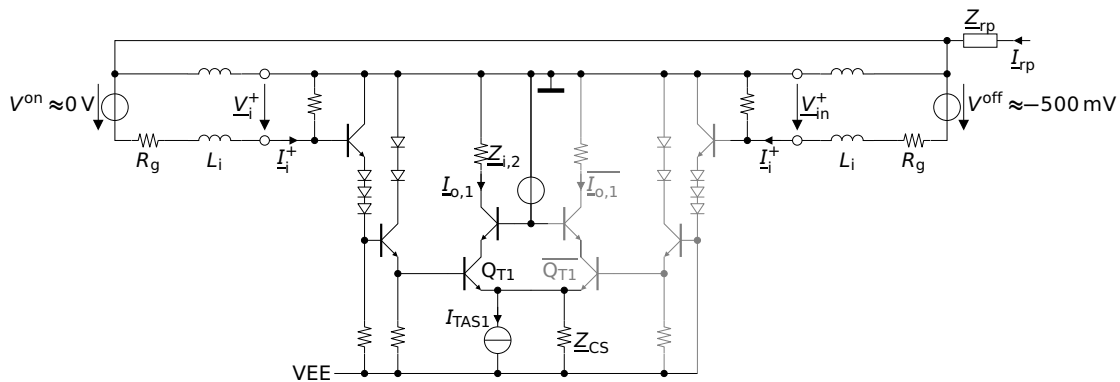 Z_rp
I_rp
V^on ≈0 V
V_i^+
V_in^+
V^off ≈−500 mV
R_g
L_i
I_i^+
Z_i,2
I_o,1
I_o,1
I_i^+
L_i
R_g
Q_T1
Q_T1
I_TAS1
Z_CS
VEE